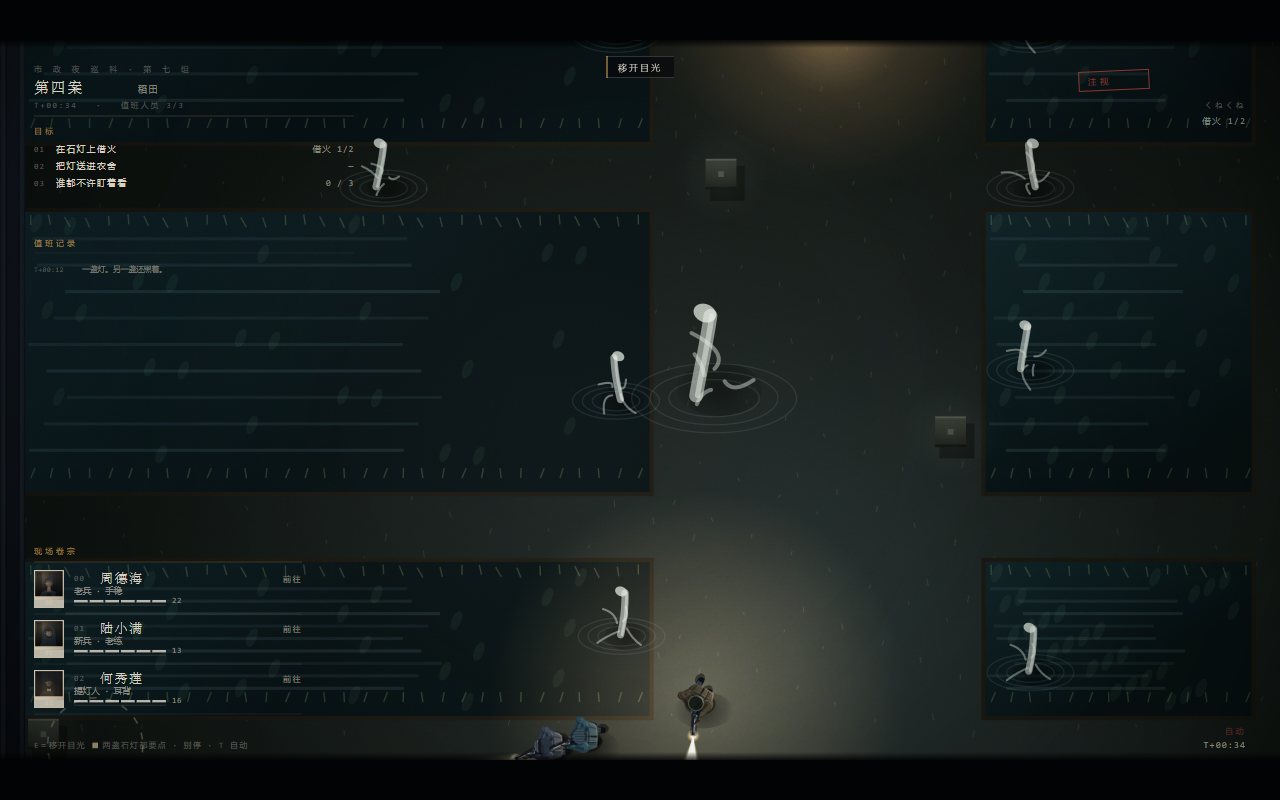 市政夜巡科·第七组
第四案 稻田
T+00:34 · 值班人员 3/3
目标
01 在石灯上借火 借火 1/2
02 把灯送进农舍 —
03 谁都不许盯着看 0 / 3
移开目光
注视
くねくね
借火 1/2
值班记录
T+00:12 一盏灯。另一盏还黑着。
现场卷宗
00 周德海 前往
老兵 · 手稳
22
01 陆小满 前往
新兵 · 老练
13
02 何秀莲 前往
提灯人 · 耳背
16
E=移开目光 ■ 两盏石灯都要点 · 别停 · T 自动
自动
T+00:34